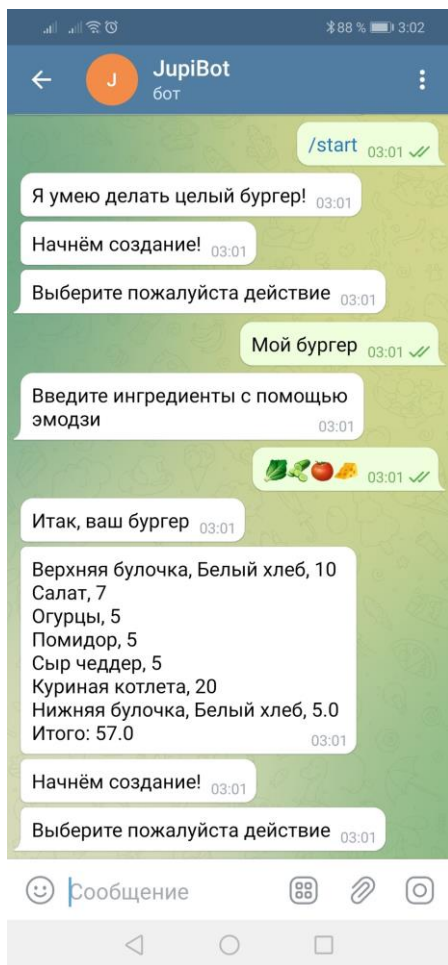 88 % 3:02
J
JupiBot
бот
/start 03:01
Я умею делать целый бургер! 03:01
Начнём создание! 03:01
Выберите пожалуйста действие 03:01
Мой бургер 03:01
Введите ингредиенты с помощью
эмодзи 03:01
🥬🥒🍅🧀 03:01
Итак, ваш бургер 03:01
Верхняя булочка, Белый хлеб, 10
Салат, 7
Огурцы, 5
Помидор, 5
Сыр чеддер, 5
Куриная котлета, 20
Нижняя булочка, Белый хлеб, 5.0
Итого: 57.0 03:01
Начнём создание! 03:01
Выберите пожалуйста действие 03:01
Сообщение